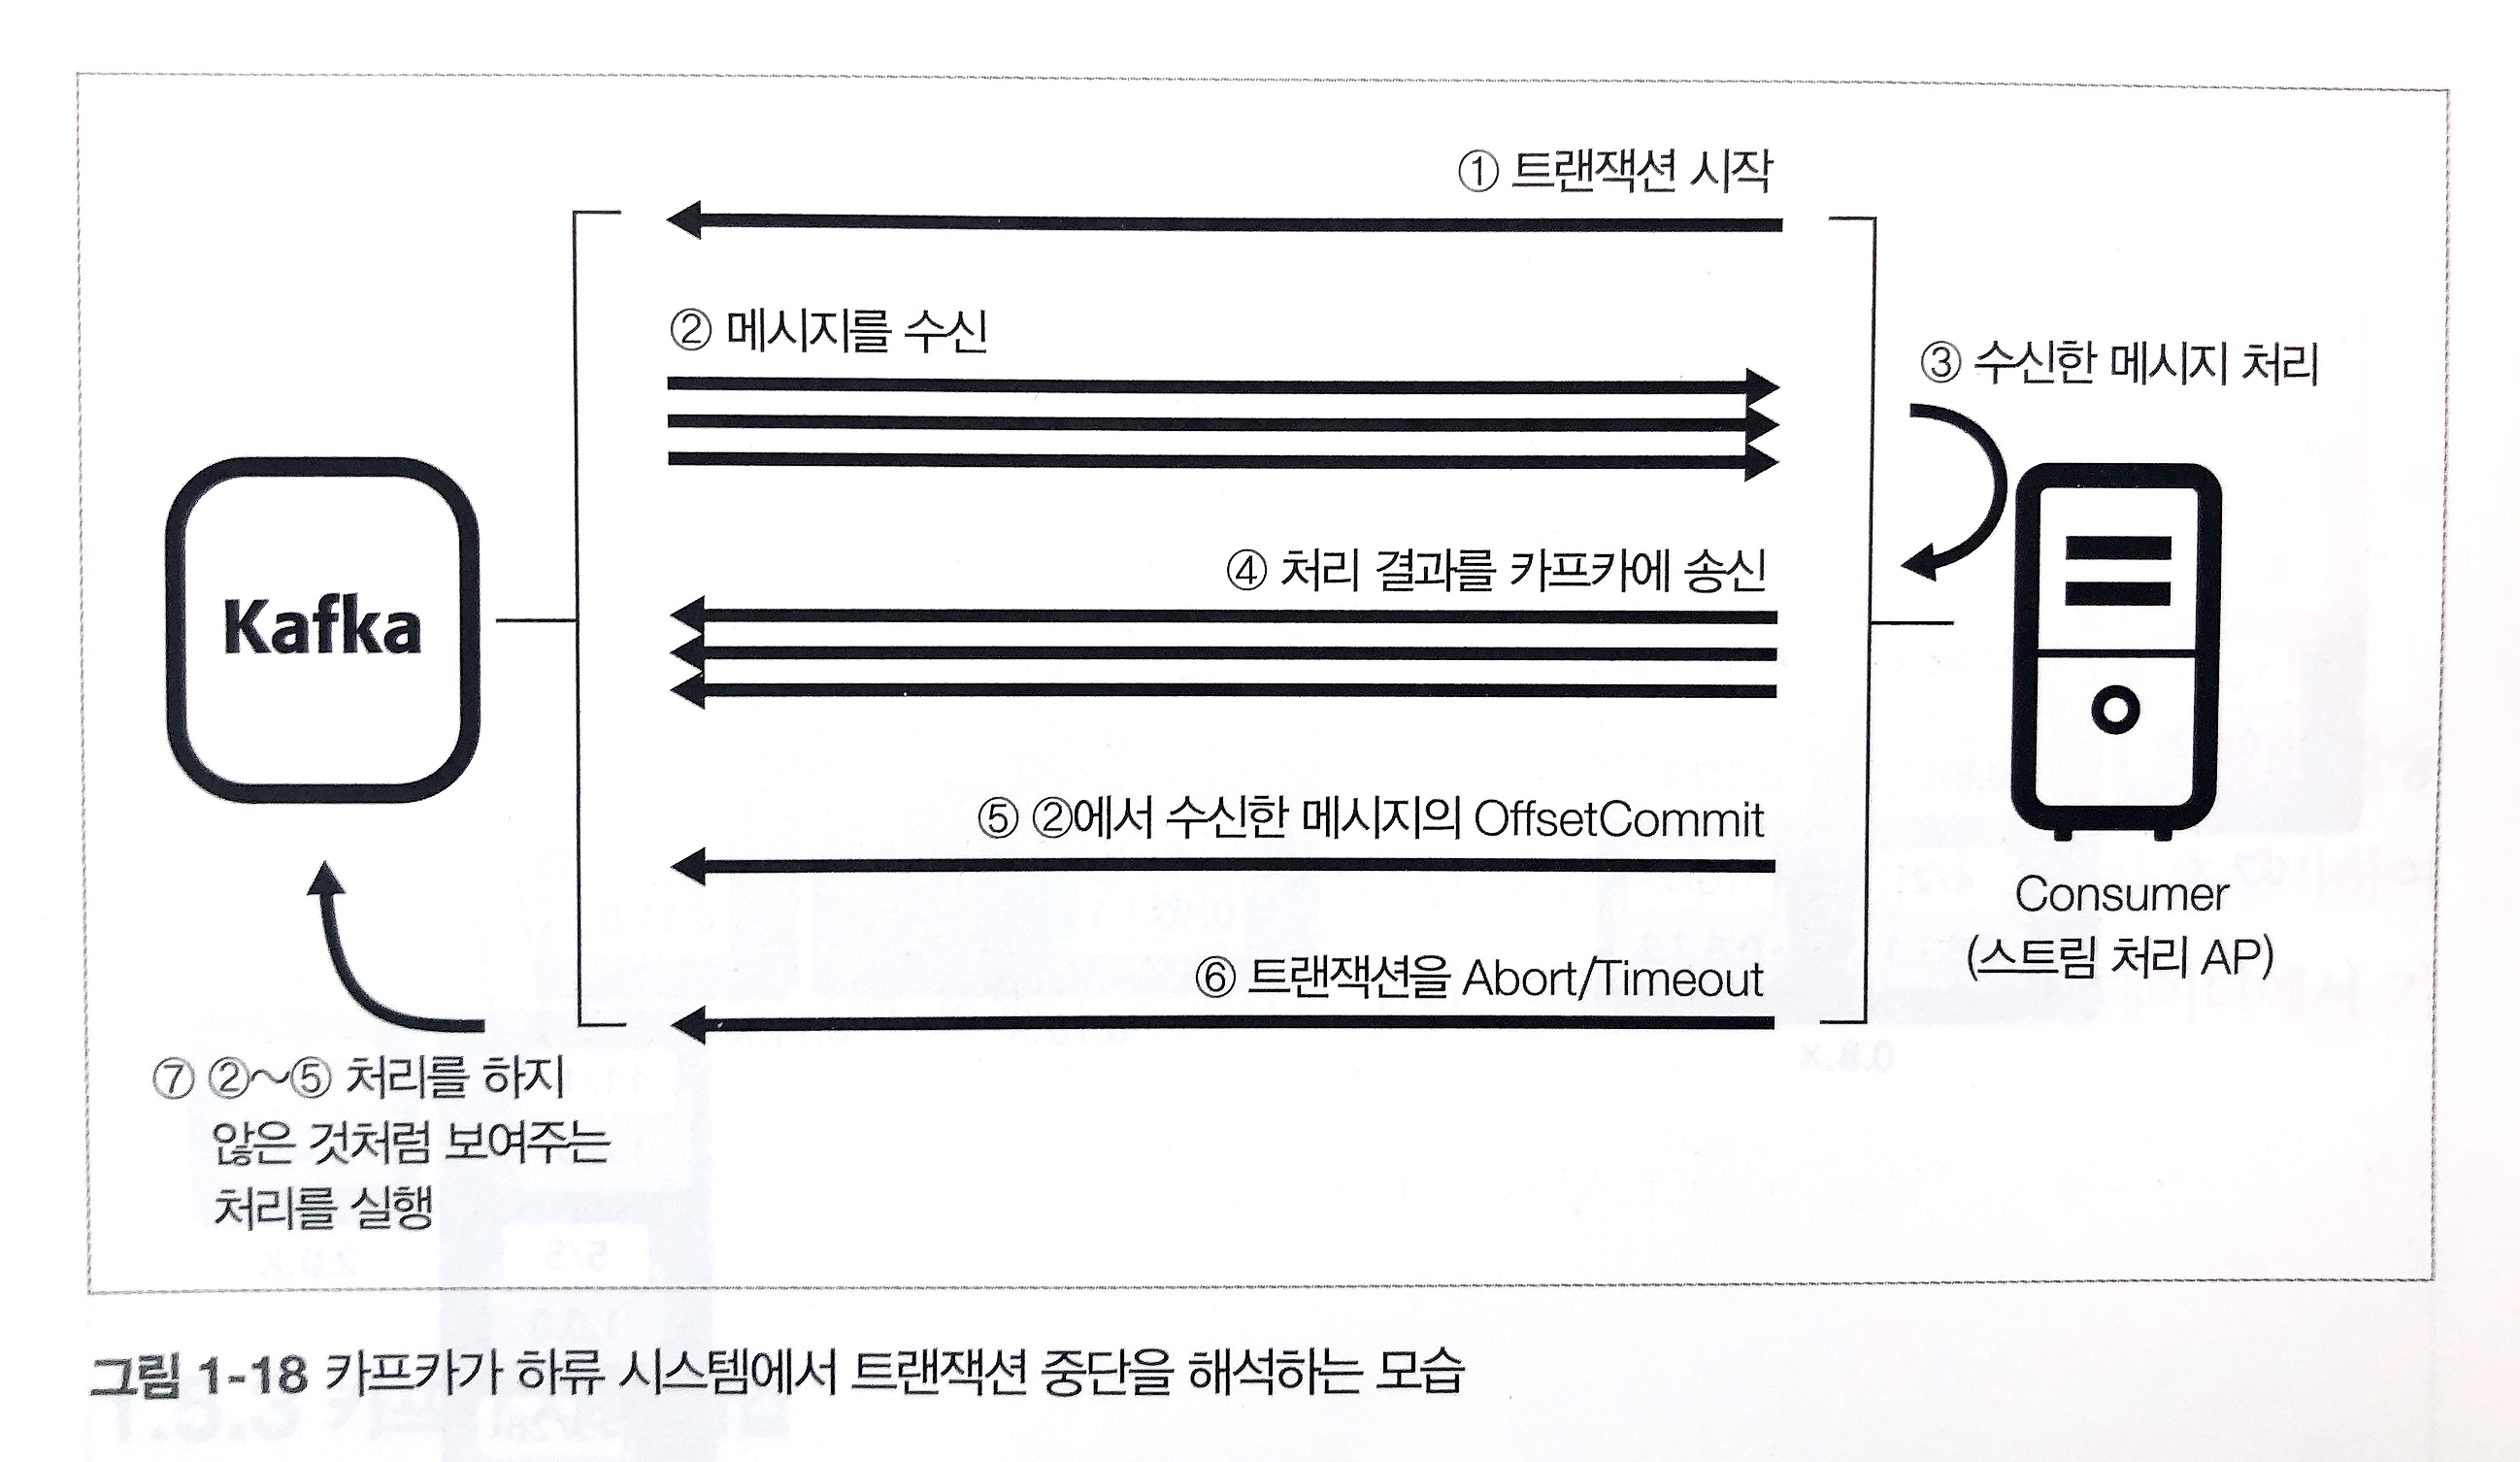 ① 트랜잭션 시작
② 메시지를 수신
③ 수신한 메시지 처리
④ 처리 결과를 카프카에 송신
Kafka
⑤ ②에서 수신한 메시지의 OffsetCommit
Consumer
(스트림 처리 AP)
⑥ 트랜잭션을 Abort/Timeout
⑦ ②~⑤ 처리를 하지
않은 것처럼 보여주는
처리를 실행
그림 1-18 카프카가 하류 시스템에서 트랜잭션 중단을 해석하는 모습